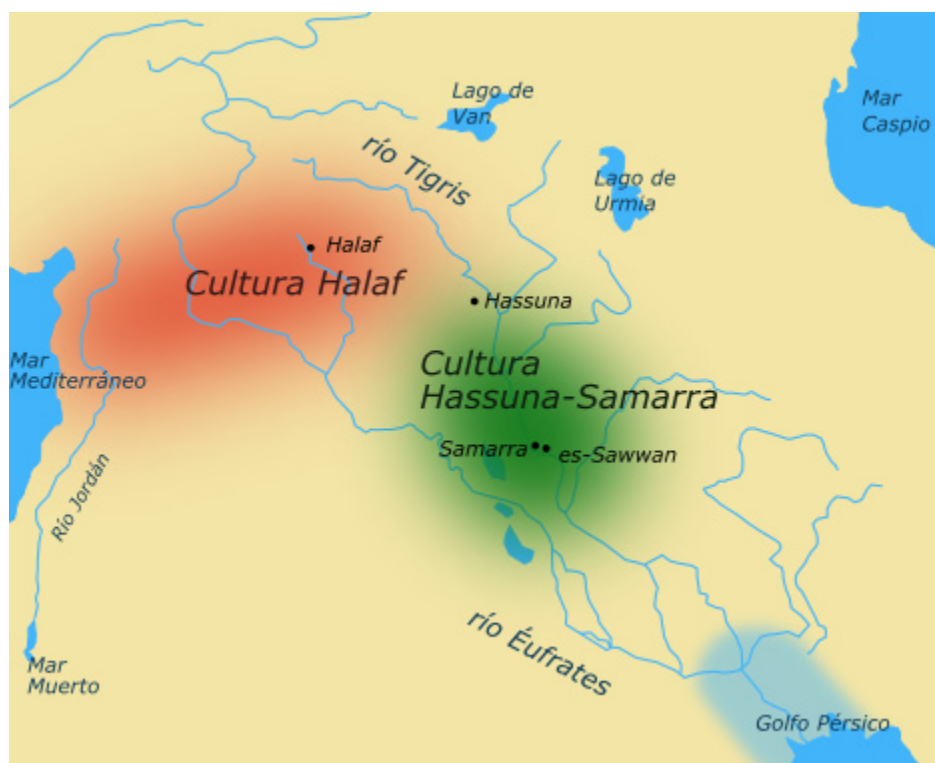 Lago de
Van
Mar
Caspio
río Tigris
Lago de
Urmia
Halaf
Cultura Halaf
Hassuna
Mar
Mediterráneo
Cultura
Hassuna-Samarra
Samarra
es-Sawwan
Río Jordán
río Éufrates
Mar
Muerto
Golfo Pérsico